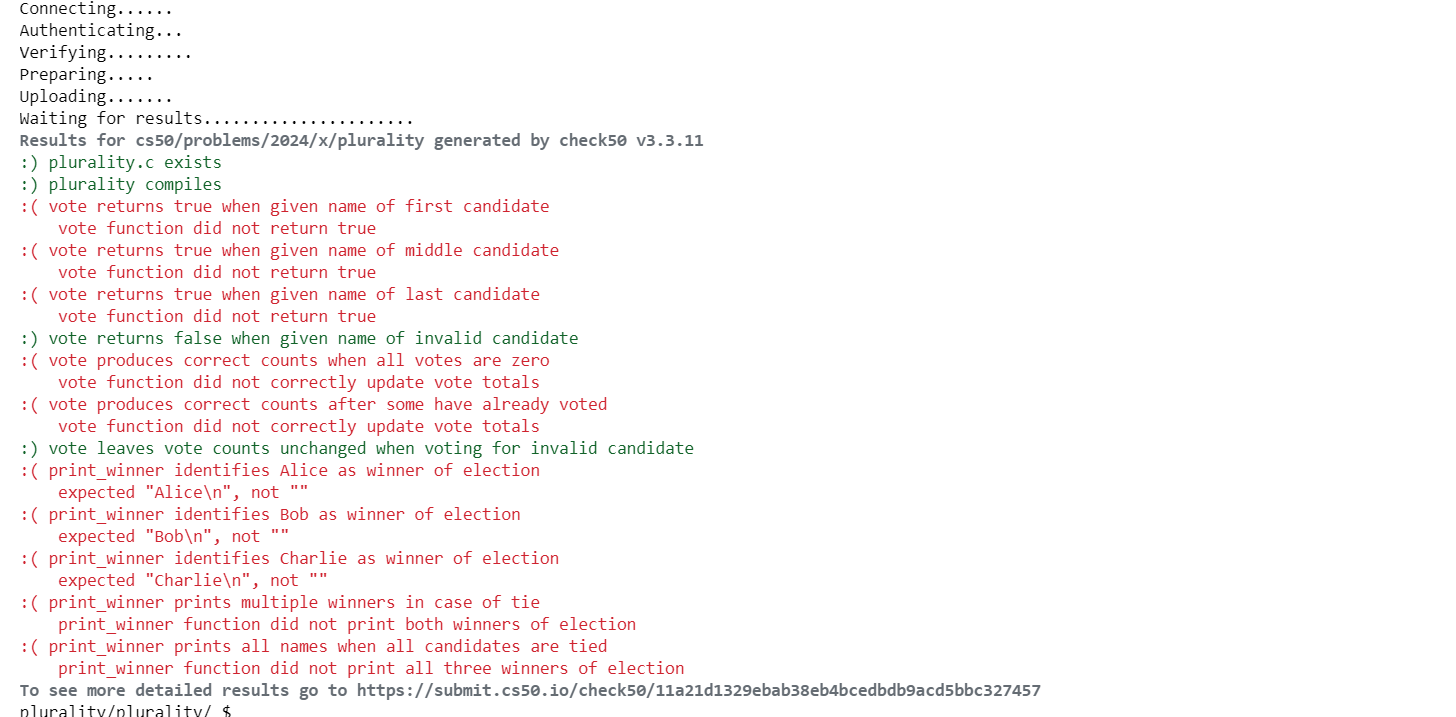 Connecting......
Authenticating...
Verifying.........
Preparing.....
Uploading.......
Waiting for results......................
Results for cs50/problems/2024/x/plurality generated by check50 v3.3.11
:) plurality.c exists
:) plurality compiles
:( vote returns true when given name of first candidate
vote function did not return true
:( vote returns true when given name of middle candidate
vote function did not return true
:( vote returns true when given name of last candidate
vote function did not return true
:) vote returns false when given name of invalid candidate
:( vote produces correct counts when all votes are zero
vote function did not correctly update vote totals
:( vote produces correct counts after some have already voted
vote function did not correctly update vote totals
:) vote leaves vote counts unchanged when voting for invalid candidate
:( print_winner identifies Alice as winner of election
expected "Alice\n", not ""
:( print_winner identifies Bob as winner of election
expected "Bob\n", not ""
:( print_winner identifies Charlie as winner of election
expected "Charlie\n", not ""
:( print_winner prints multiple winners in case of tie
print_winner function did not print both winners of election
:( print_winner prints all names when all candidates are tied
print_winner function did not print all three winners of election
To see more detailed results go to https://submit.cs50.io/check50/11a21d1329ebab38eb4bcedbdb9acd5bbc327457
plurality/plurality/ $